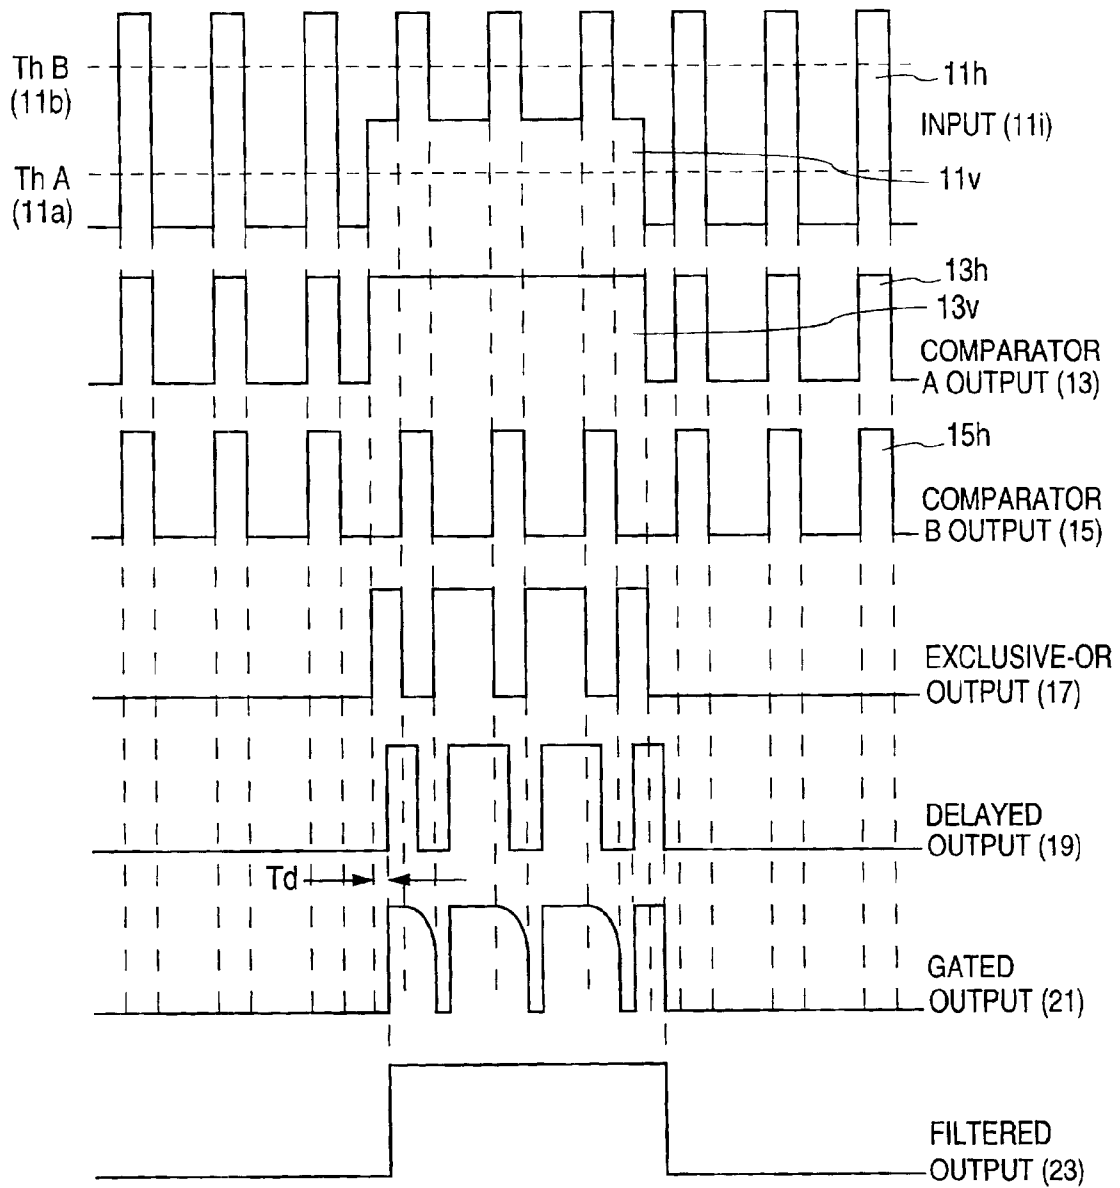 Th B
(11b)
11h
INPUT (11i)
Th A
(11a)
11v
13h
13v
COMPARATOR
A OUTPUT (13)
15h
COMPARATOR
B OUTPUT (15)
EXCLUSIVE-OR
OUTPUT (17)
DELAYED
OUTPUT (19)
Td
GATED
OUTPUT (21)
FILTERED
OUTPUT (23)